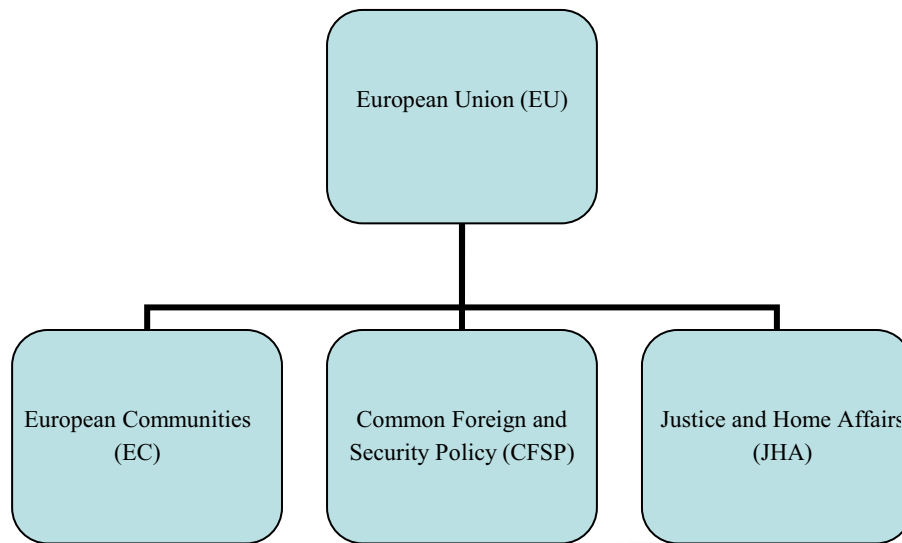 European Union (EU)
European Communities
(EC)
Common Foreign and
Security Policy (CFSP)
Justice and Home Affairs
(JHA)